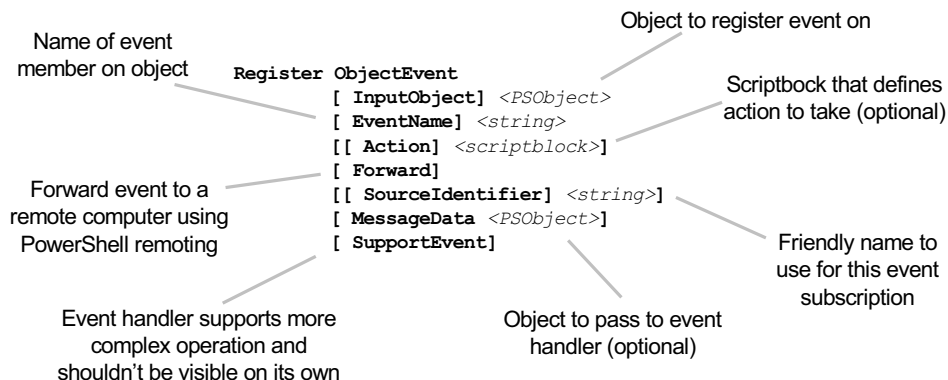 Object to register event on
Name of event
member on object
Register ObjectEvent
[ InputObject] <PSObject>
[ EventName] <string>
[[ Action] <scriptblock>]
[ Forward]
[[ SourceIdentifier] <string>]
[ MessageData <PSObject>]
[ SupportEvent]
Scriptbock that defines
action to take (optional)
Forward event to a
remote computer using
PowerShell remoting
Friendly name to
use for this event
subscription
Event handler supports more
complex operation and
shouldn't be visible on its own
Object to pass to event
handler (optional)